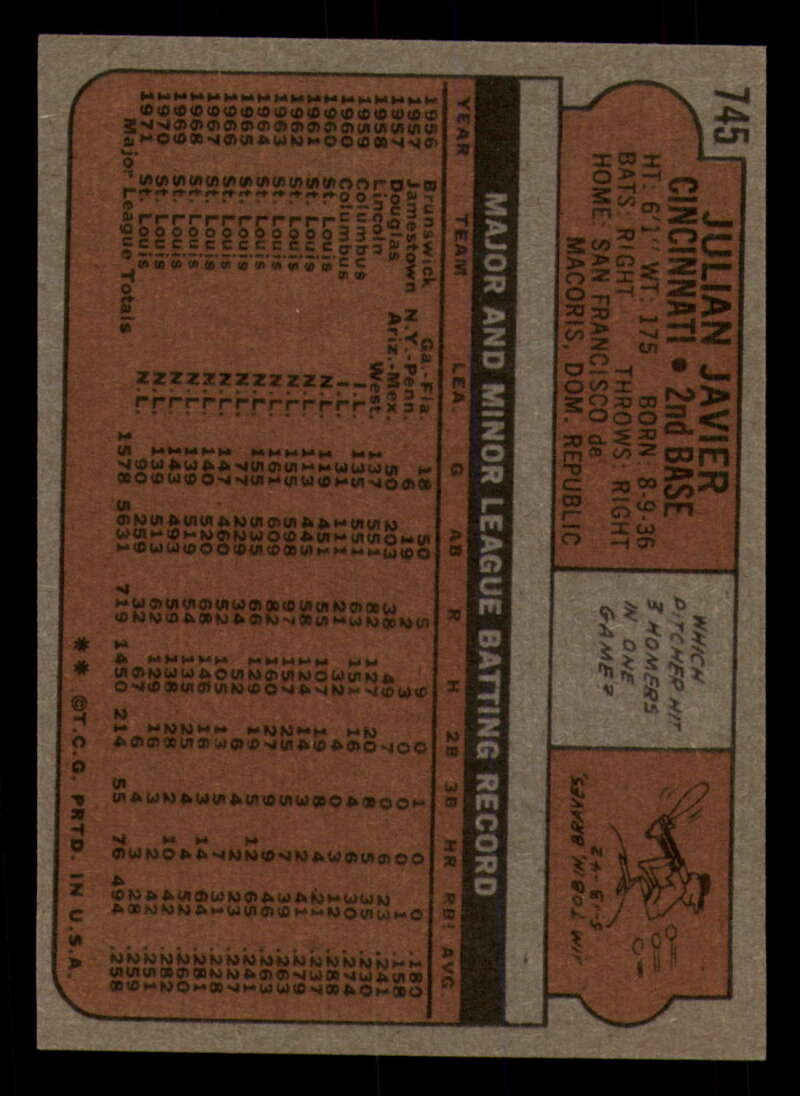 745
JULIAN JAVIER
CINCINNATI • 2nd BASE
HT: 6'1" WT: 175 BORN: 8-9-36
BATS: RIGHT THROWS: RIGHT
HOME: SAN FRANCISCO de
MACORIS, DOM. REPUBLIC
WHICH
PITCHER HIT
3 HOMERS
IN ONE
GAME?
JIM TOBIN, BRAVES,
5-13-42
MAJOR AND MINOR LEAGUE BATTING RECORD
YEAR TEAM LEA. G AB R H 2B 3B HR RBI AVG.
1956 Brunswick Ga.-Fla. 18 50 5 9 0 1 0 0 .180
1957 Jamestown N.Y.-Penn. 6 19 2 3 0 0 0 1 .158
1957 Douglas Ariz.-Mex. 50 203 38 49 7 0 6 23 .241
1958 Lincoln West. 137 551 82 127 20 8 5 35 .230
1959 Columbus I.L. 135 551 63 151 16 4 6 30 .274
1960 Columbus I.L. 31 111 21 32 4 0 3 12 .288
1960 St. Louis N.L. 119 451 55 107 19 8 4 21 .237
1961 St. Louis N.L. 113 445 58 124 14 3 2 41 .279
1962 St. Louis N.L. 155 598 97 157 25 5 7 39 .263
1963 St. Louis N.L. 161 609 82 160 27 9 9 46 .263
1964 St. Louis N.L. 155 535 66 129 19 5 12 65 .241
1965 St. Louis N.L. 77 229 34 52 6 4 2 23 .227
1966 St. Louis N.L. 147 460 52 105 13 5 7 31 .228
1967 St. Louis N.L. 140 520 68 146 16 3 14 64 .281
1968 St. Louis N.L. 139 519 54 135 25 4 4 52 .260
1969 St. Louis N.L. 143 493 59 139 28 2 10 42 .282
1970 St. Louis N.L. 139 513 62 129 16 3 2 42 .251
1971 St. Louis N.L. 90 259 32 67 6 4 3 28 .259
Major League Totals 1578 5631 719 1450 214 55 76 494 .258
** ©T.C.G. PRTD. IN U.S.A.